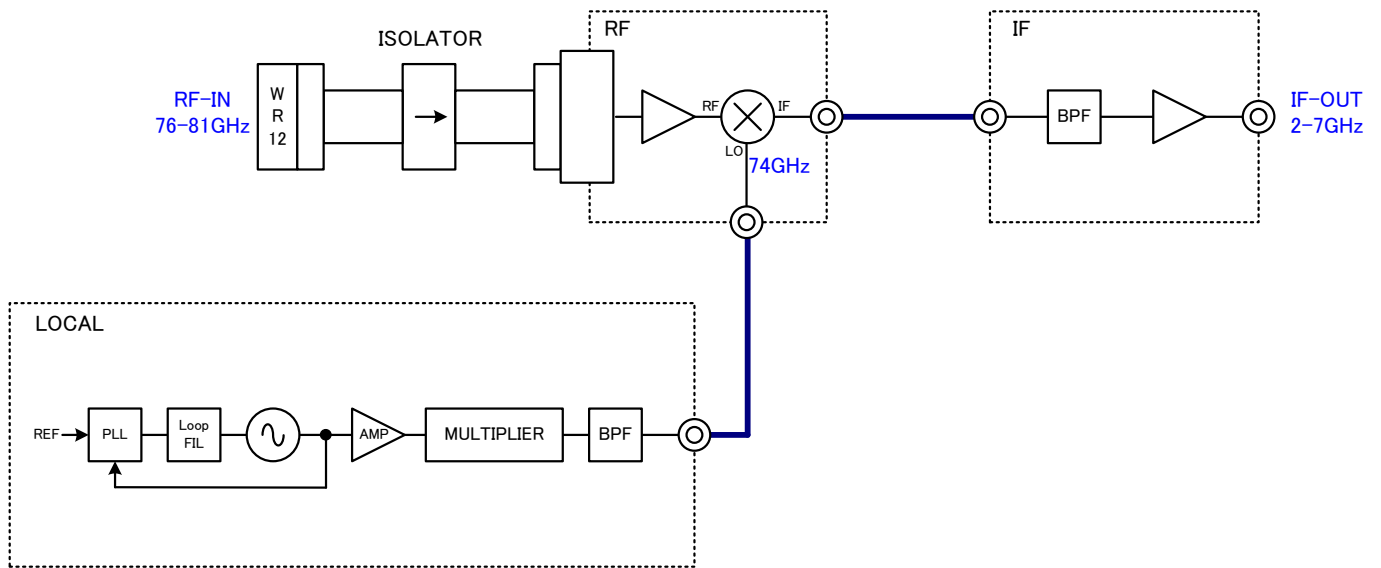 ISOLATOR
RF
IF
RF-IN
76-81GHz
W
R
12
RF
IF
LO
74GHz
BPF
IF-OUT
2-7GHz
LOCAL
REF
PLL
Loop
FIL
AMP
MULTIPLIER
BPF